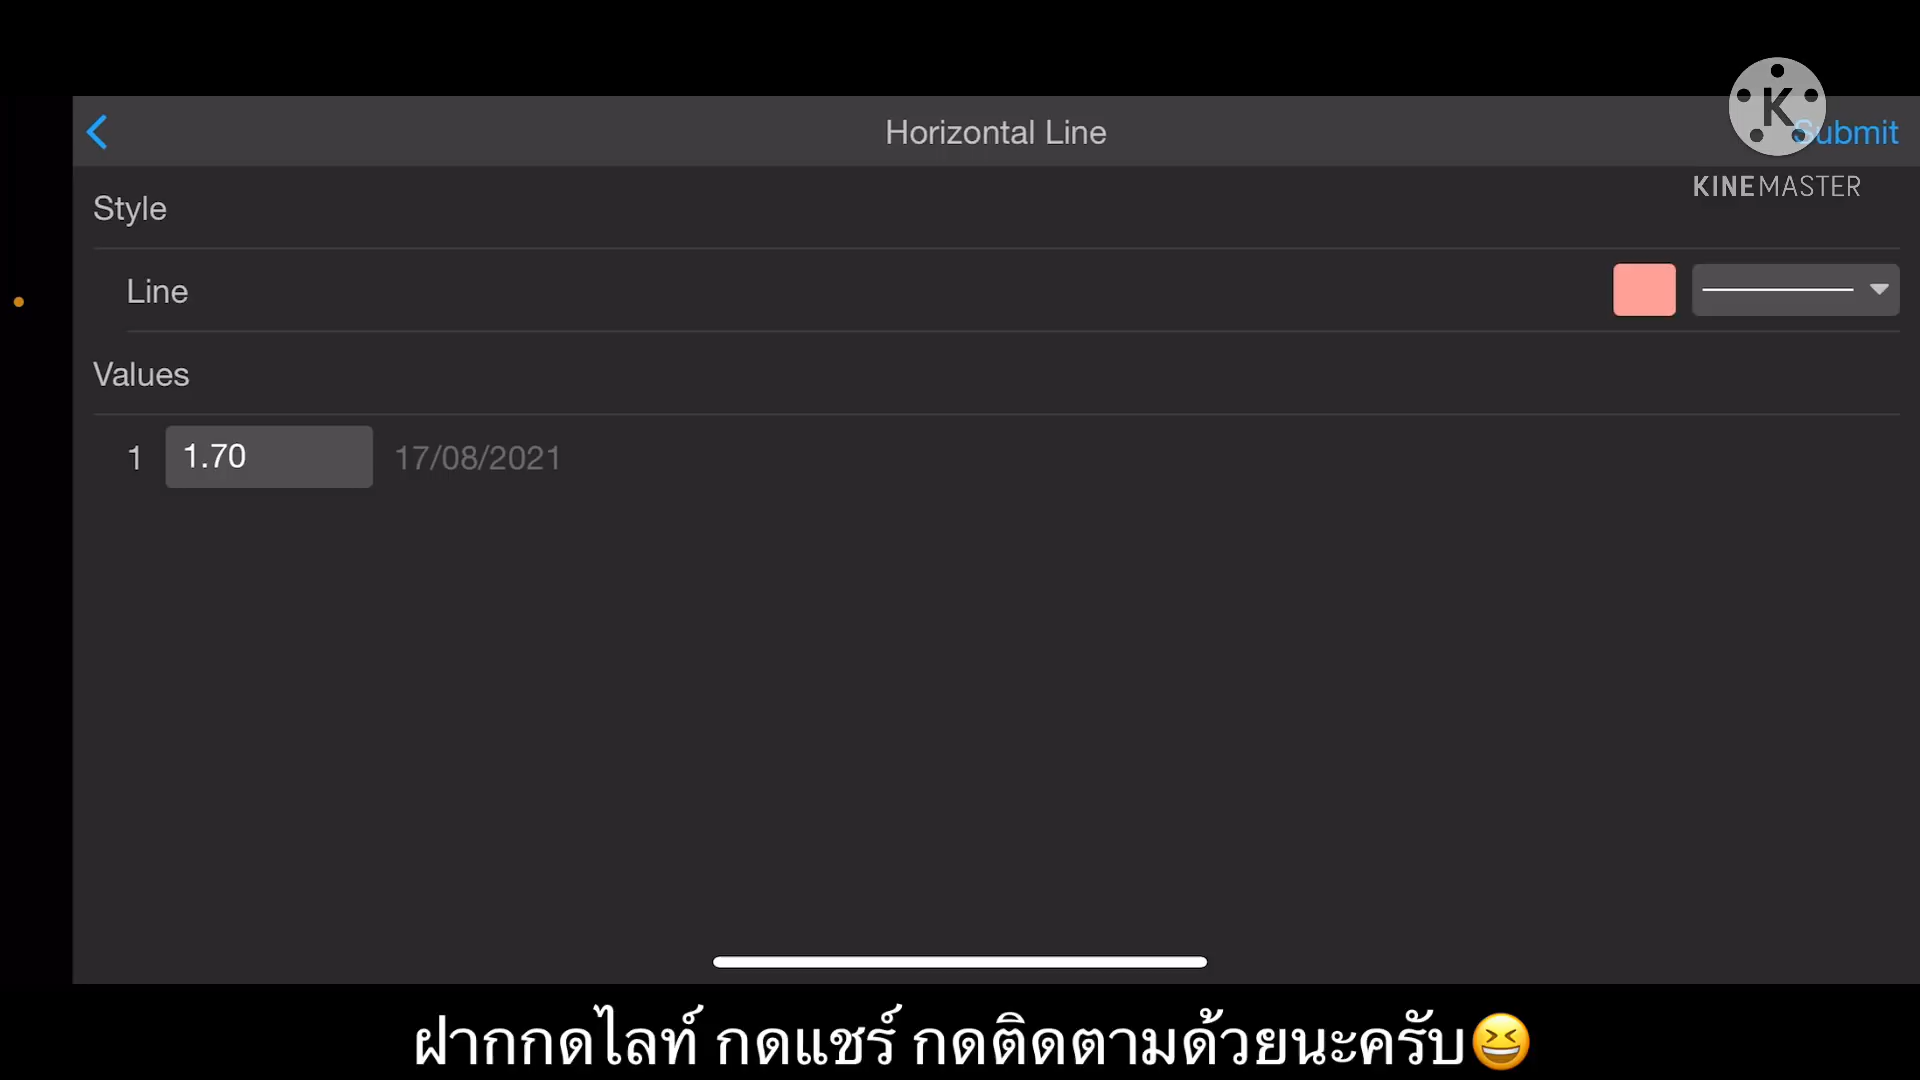 Horizontal Line
K
Submit
KINEMASTER
Style
Line
Values
1 1.70 17/08/2021
ฝากกดไลท์ กดแชร์ กดติดตามด้วยนะครับ😆